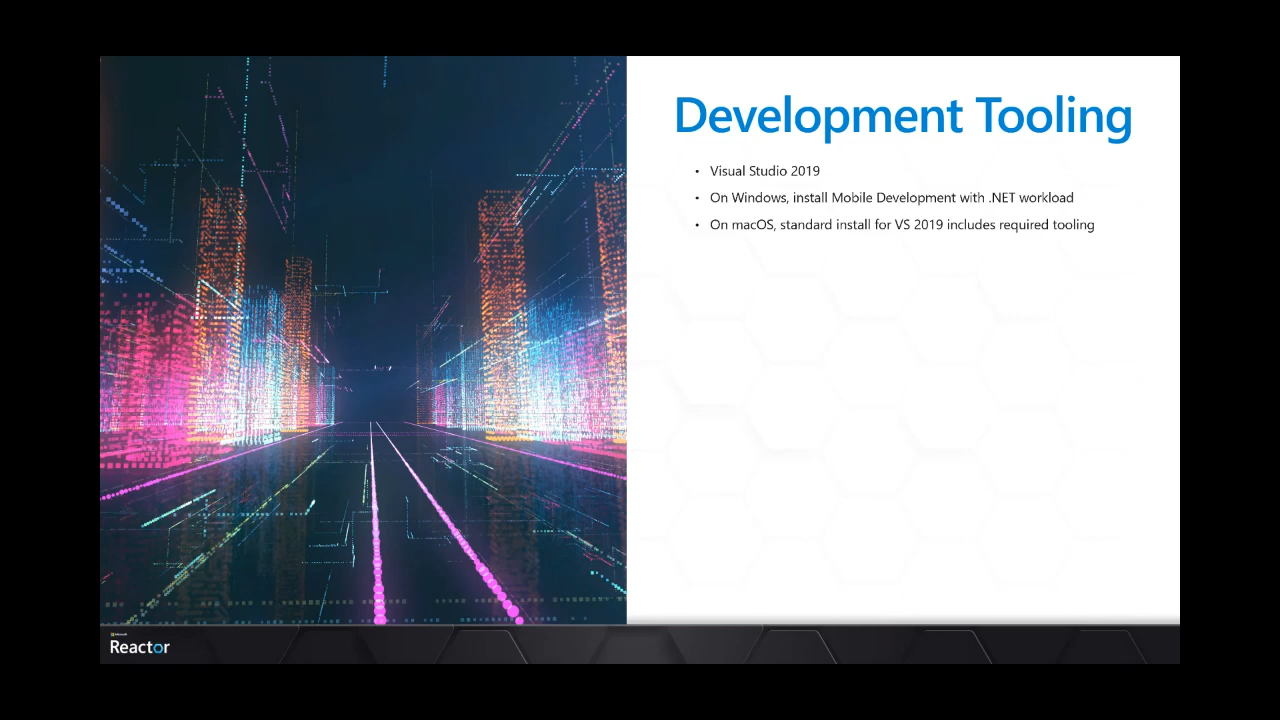 Development Tooling
• Visual Studio 2019
• On Windows, install Mobile Development with .NET workload
• On macOS, standard install for VS 2019 includes required tooling
Microsoft
Reactor